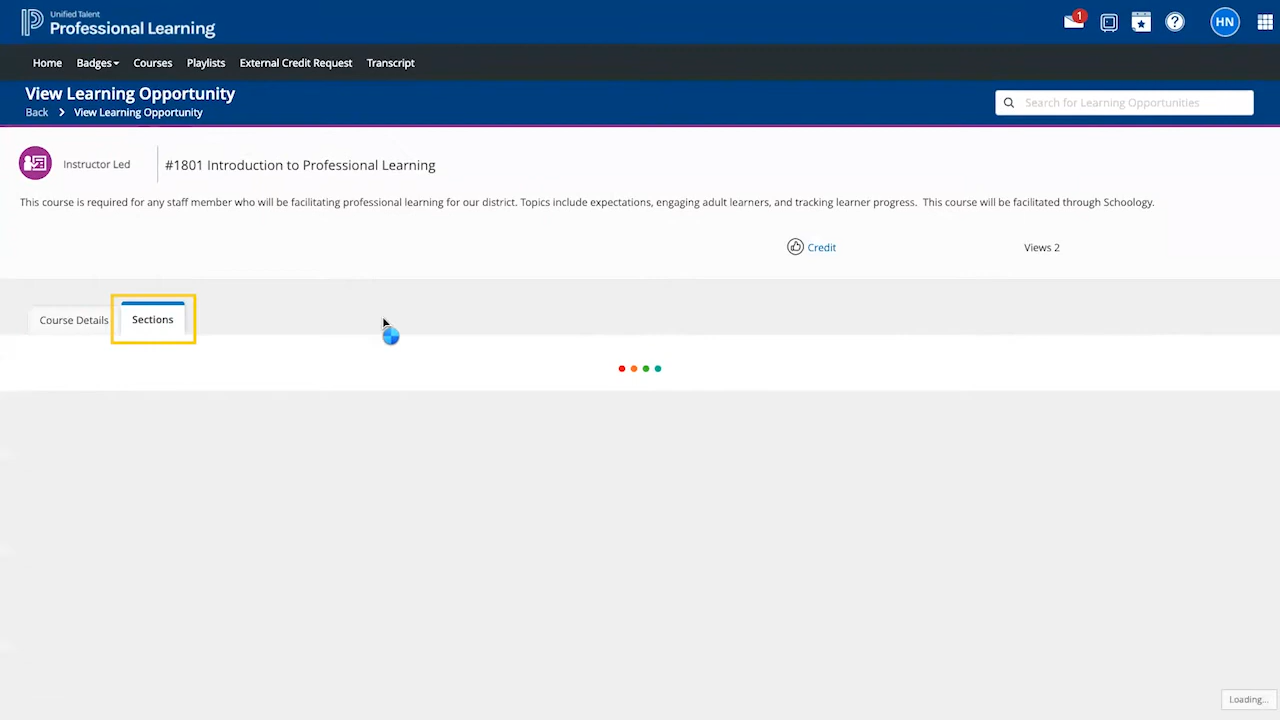 Unified Talent
Professional Learning
1
HN
Home Badges Courses Playlists External Credit Request Transcript
View Learning Opportunity
Back View Learning Opportunity
Search for Learning Opportunities
Instructor Led
#1801 Introduction to Professional Learning
This course is required for any staff member who will be facilitating professional learning for our district. Topics include expectations, engaging adult learners, and tracking learner progress. This course will be facilitated through Schoology.
Credit
Views 2
Course Details
Sections
Loading...